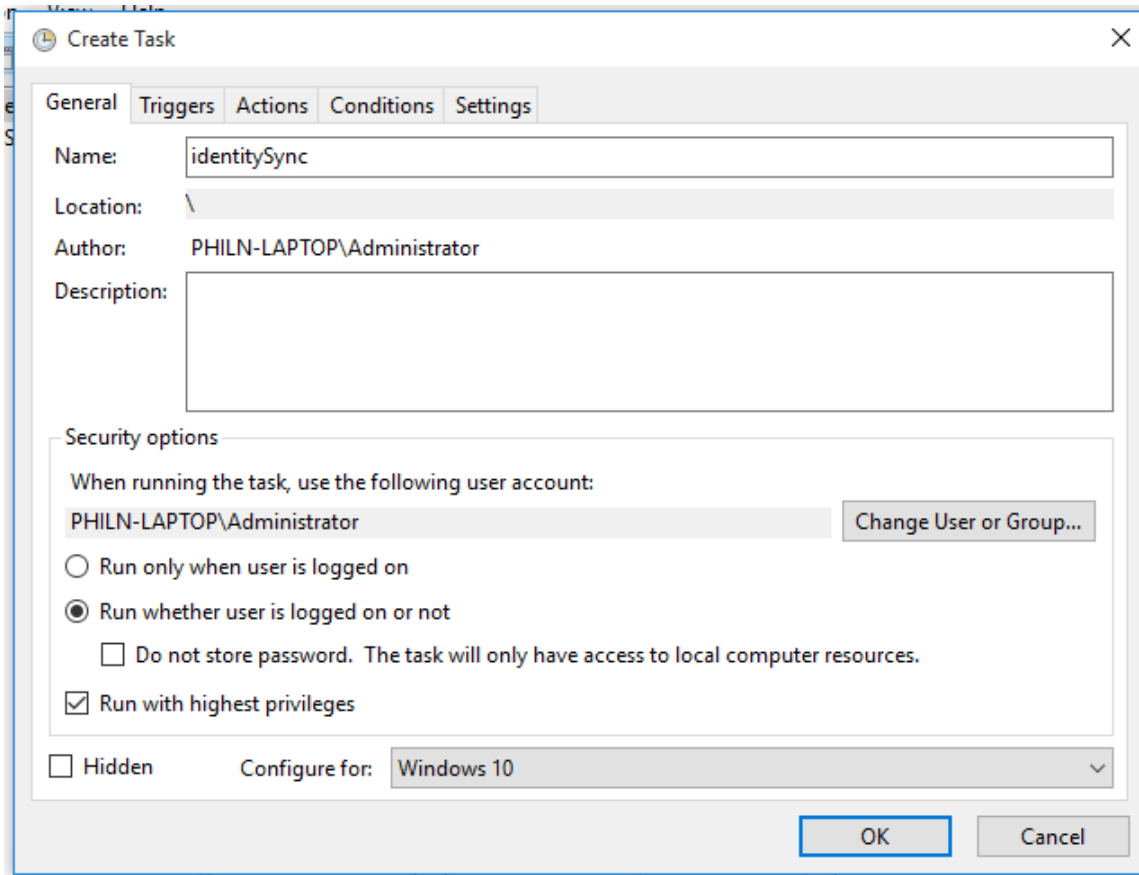 View Help
Create Task
General Triggers Actions Conditions Settings
Name: identitySync
Location: \
Author: PHILN-LAPTOP\Administrator
Description:
Security options
When running the task, use the following user account:
PHILN-LAPTOP\Administrator Change User or Group...
Run only when user is logged on
Run whether user is logged on or not
Do not store password. The task will only have access to local computer resources.
Run with highest privileges
Hidden Configure for: Windows 10
OK Cancel